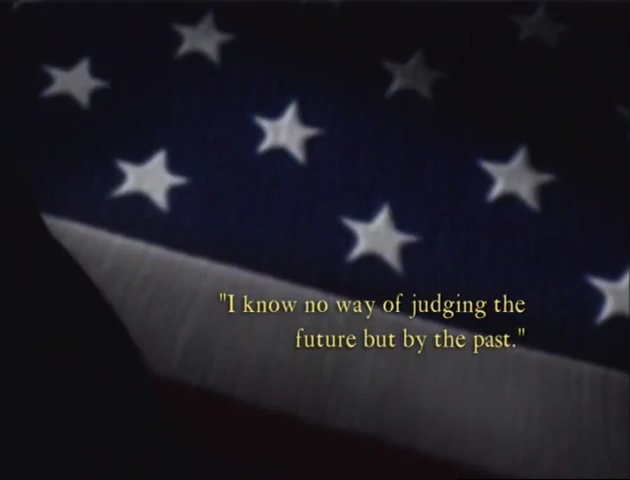 "I know no way of judging the
future but by the past."